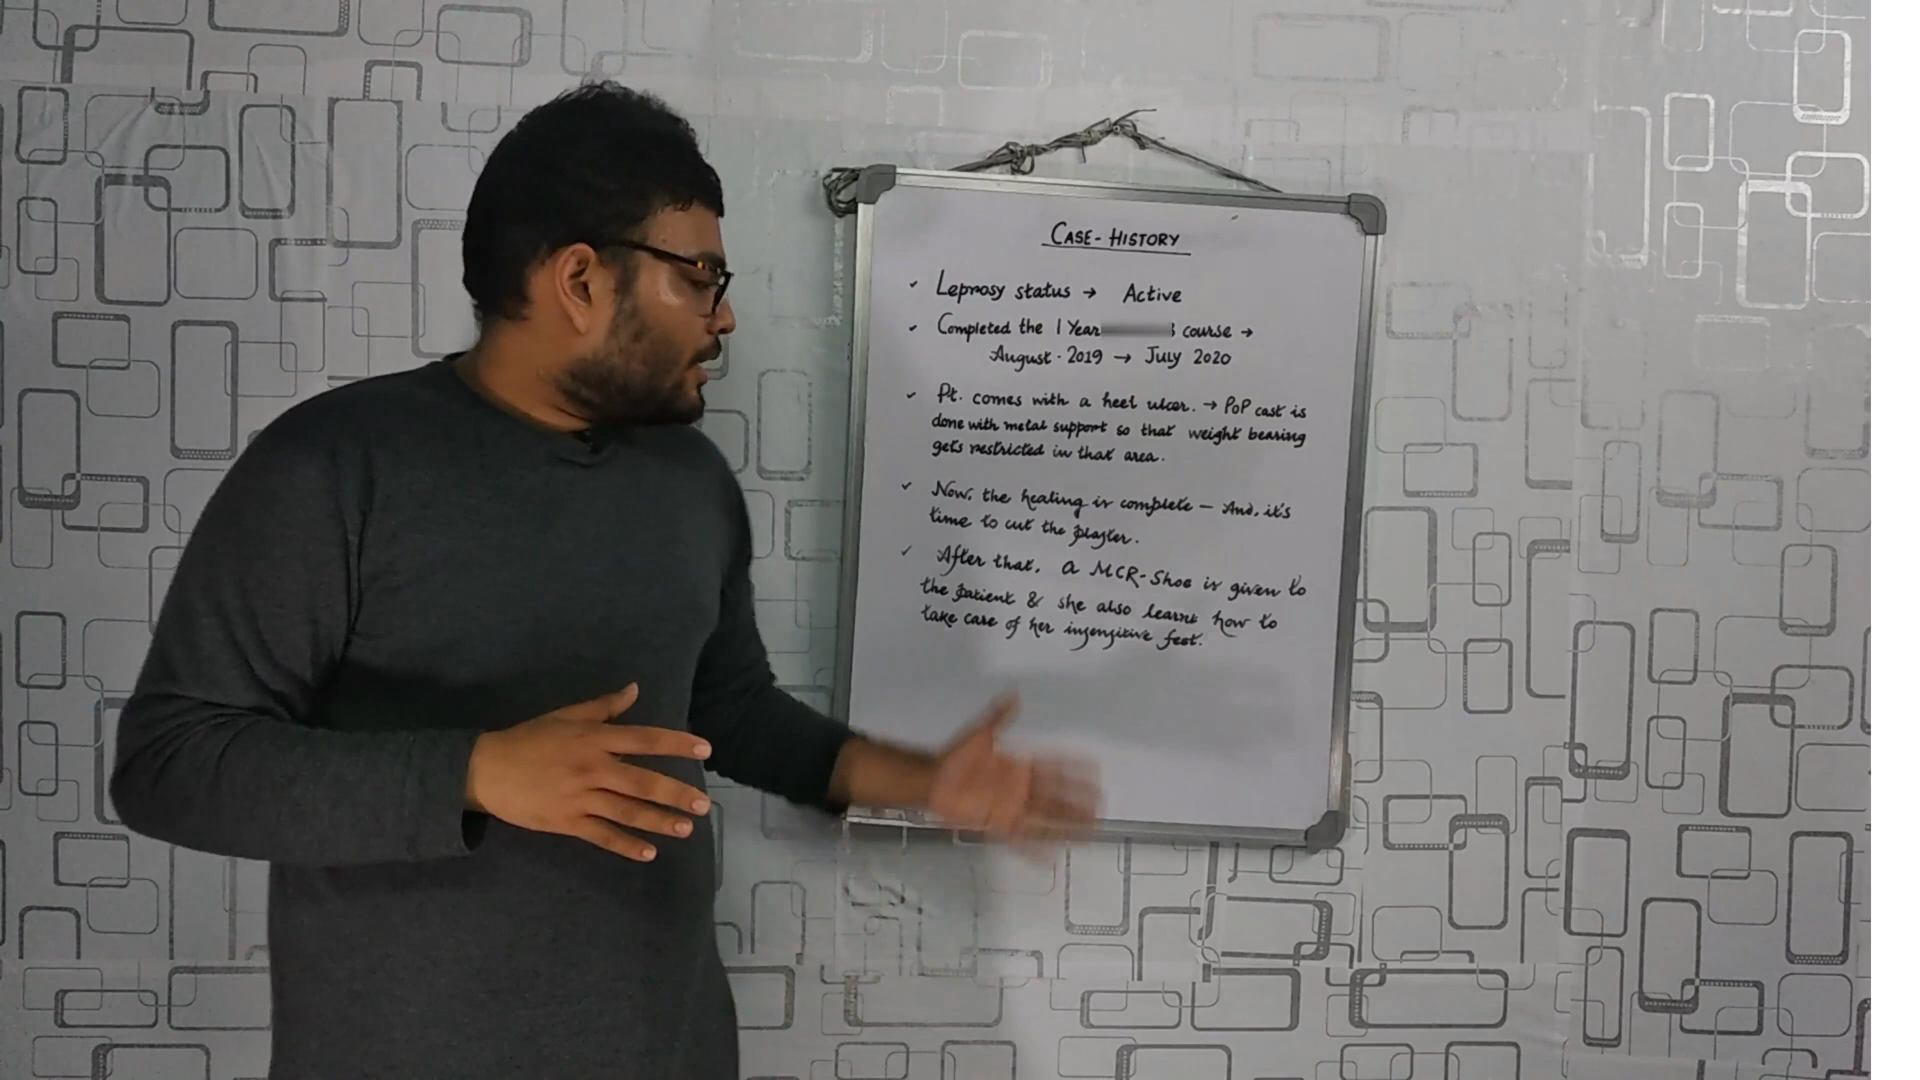 CASE-HISTORY
✓ Leprosy status → Active
✓ Completed the 1 Year course →
August - 2019 → July 2020
✓ Pt. comes with a heel ulcer. → PoP cast is
done with metal support so that weight bearing
gets restricted in that area.
✓ Now, the healing is complete – And, it's
time to cut the plaster.
✓ After that, a MCR-Shoe is given to
the patient & she also learns how to
take care of her insensitive feet.